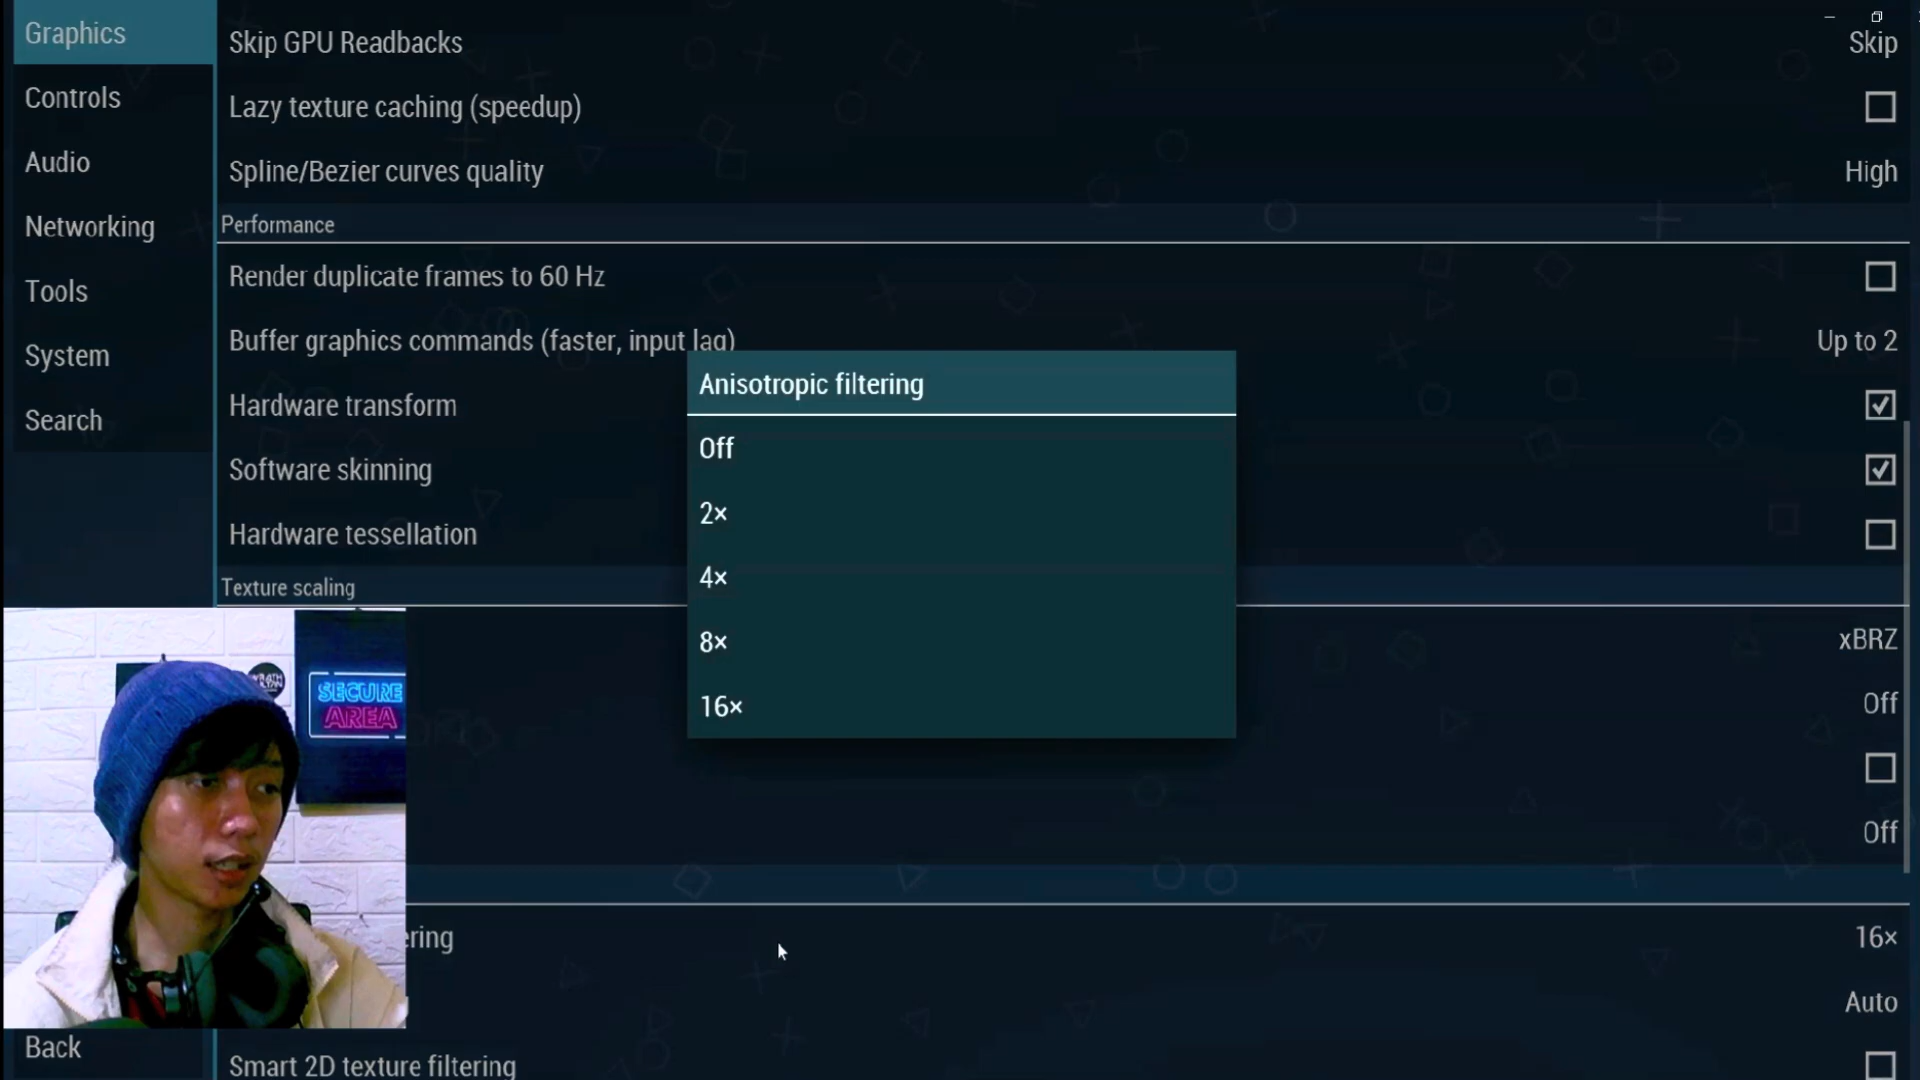 Graphics
Controls
Audio
Networking
Tools
System
Search
Skip GPU Readbacks
Skip
Lazy texture caching (speedup)
Spline/Bezier curves quality
High
Performance
Render duplicate frames to 60 Hz
Buffer graphics commands (faster, input lag)
Up to 2
Hardware transform
Software skinning
Hardware tessellation
Texture scaling
xBRZ
Off
Off
Anisotropic filtering
Off
2×
4×
8×
16×
SECURE
AREA
ering
16×
Auto
Smart 2D texture filtering
Back